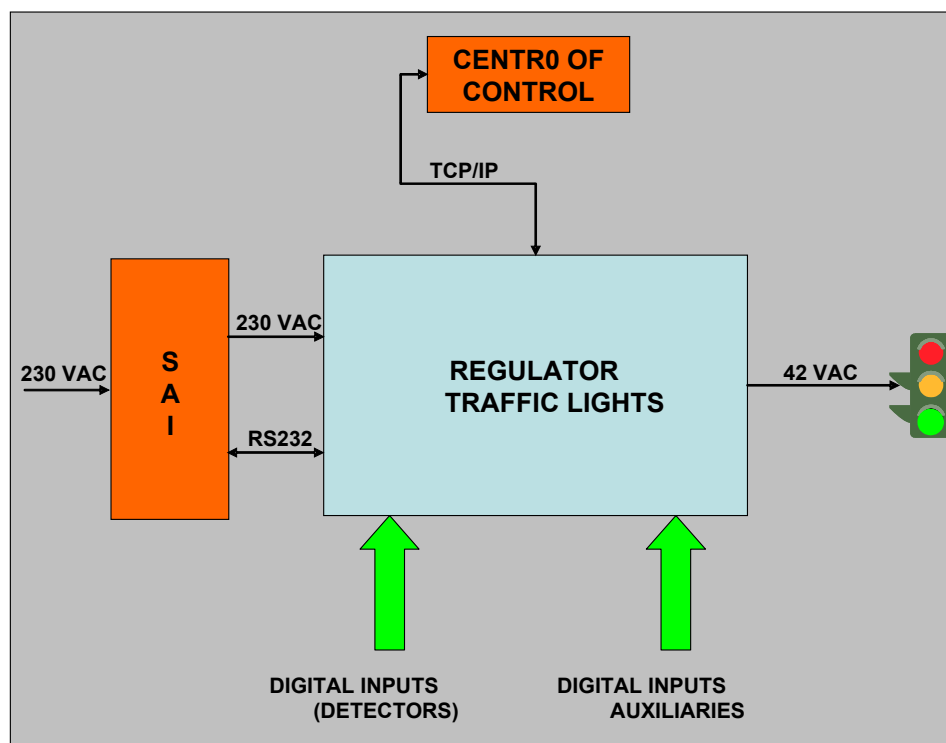 CENTR0 OF
CONTROL
TCP/IP
230 VAC
S
A
I
230 VAC
RS232
REGULATOR
TRAFFIC LIGHTS
42 VAC
DIGITAL INPUTS
(DETECTORS)
DIGITAL INPUTS
AUXILIARIES